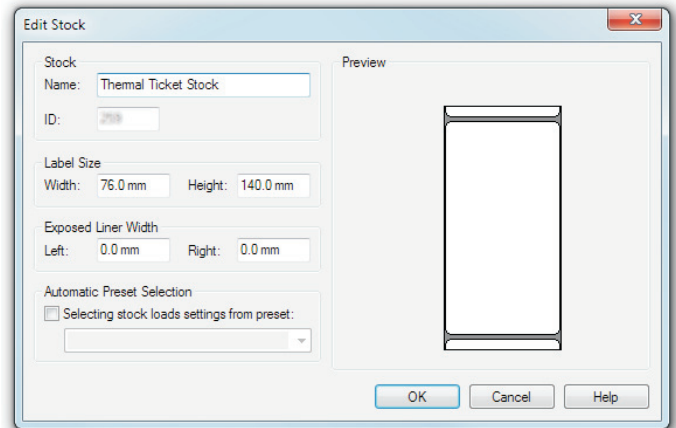 Edit Stock
Stock
Name: Thermal Ticket Stock
ID:
Label Size
Width: 76.0 mm Height: 140.0 mm
Exposed Liner Width
Left: 0.0 mm Right: 0.0 mm
Automatic Preset Selection
Selecting stock loads settings from preset:
Preview
OK Cancel Help